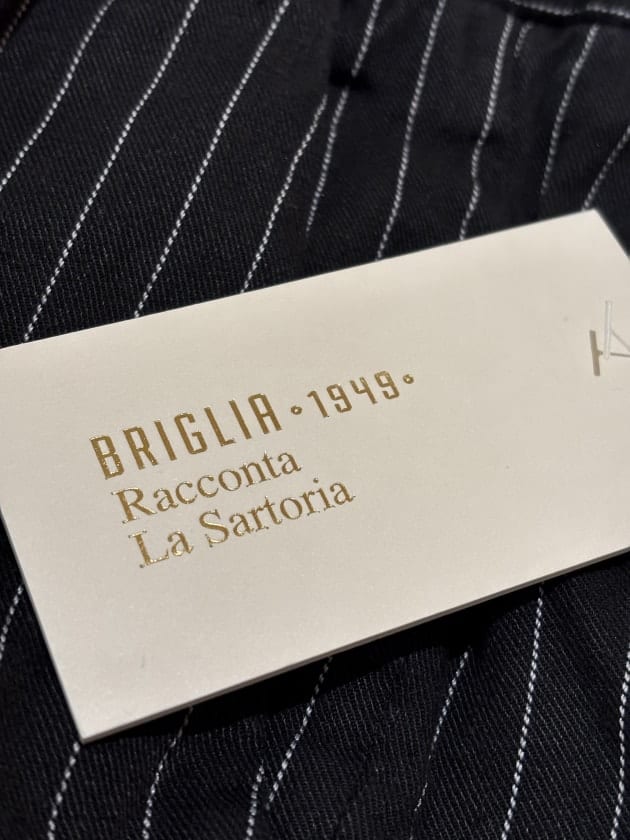 BRIGLIA ∘ 1949 ∘
Racconta
La Sartoria